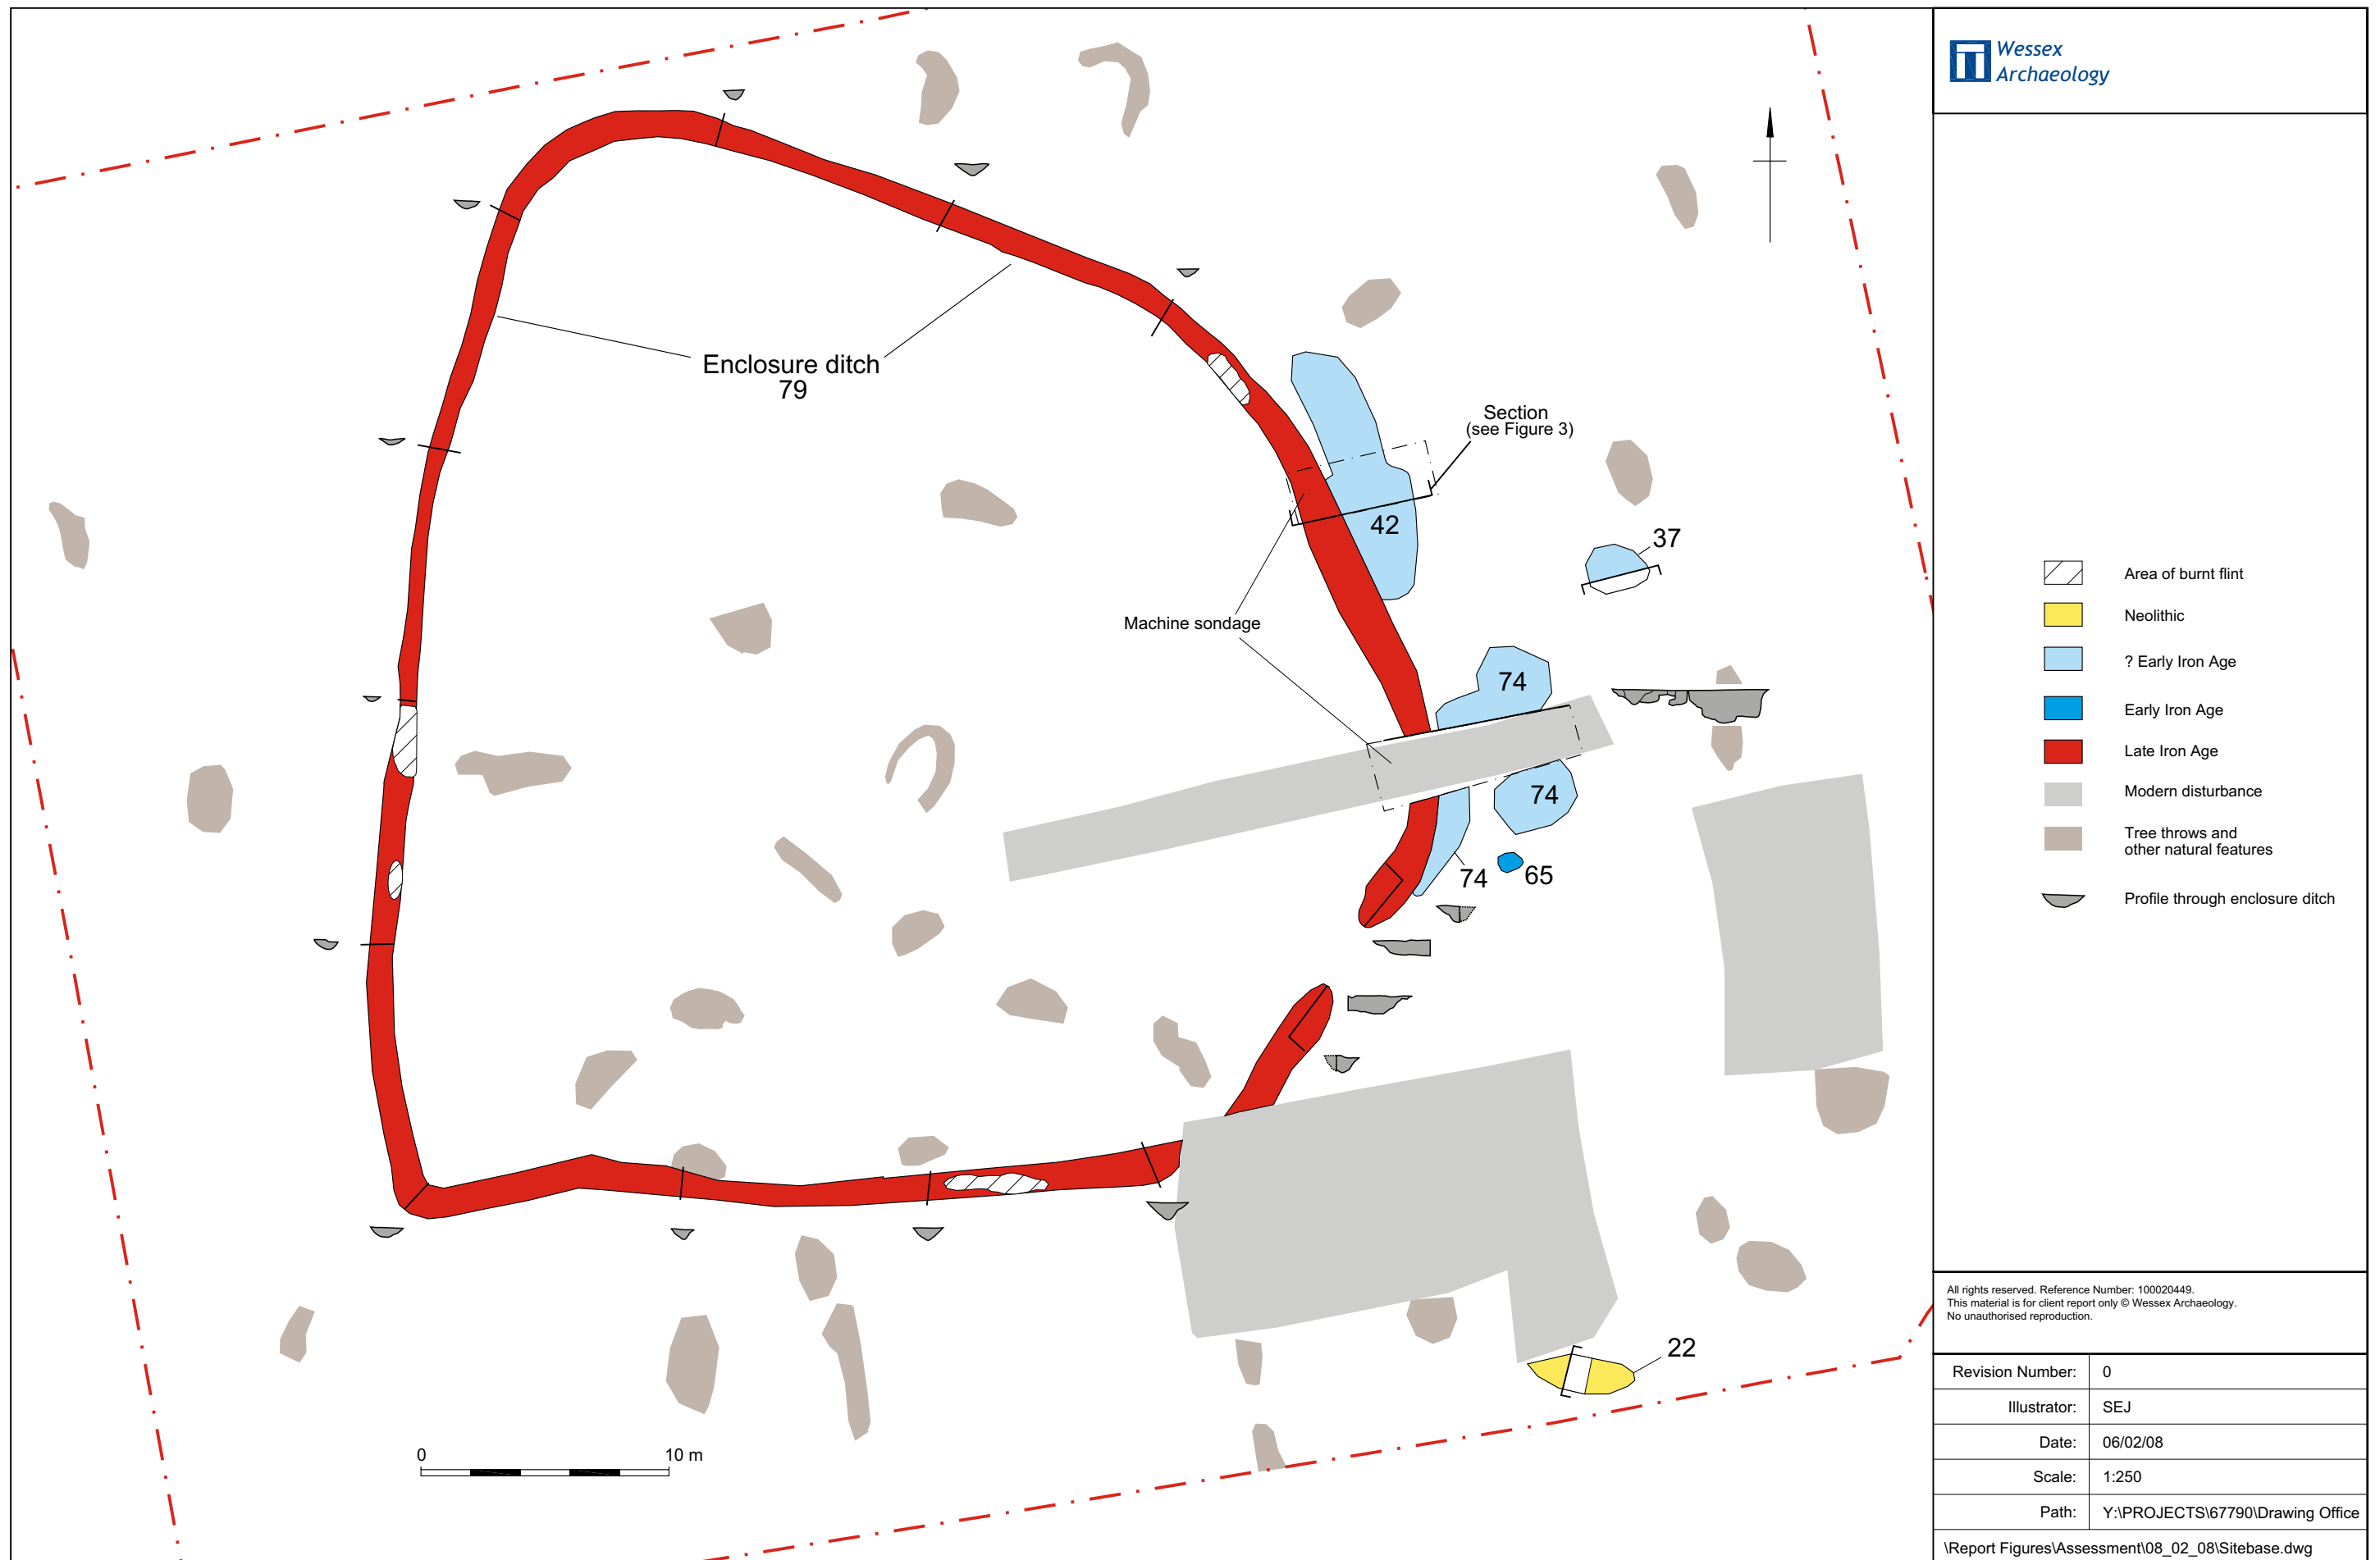 Wessex
Archaeology
Enclosure ditch
79
Section
(see Figure 3)
42
37
Machine sondage
74
74
74
65
22
0 10 m
Area of burnt flint
Neolithic
? Early Iron Age
Early Iron Age
Late Iron Age
Modern disturbance
Tree throws and
other natural features
Profile through enclosure ditch
All rights reserved. Reference Number: 100020449.
This material is for client report only © Wessex Archaeology.
No unauthorised reproduction.
Revision Number: 0
Illustrator: SEJ
Date: 06/02/08
Scale: 1:250
Path: Y:\PROJECTS\67790\Drawing Office
\Report Figures\Assessment\08_02_08\Sitebase.dwg